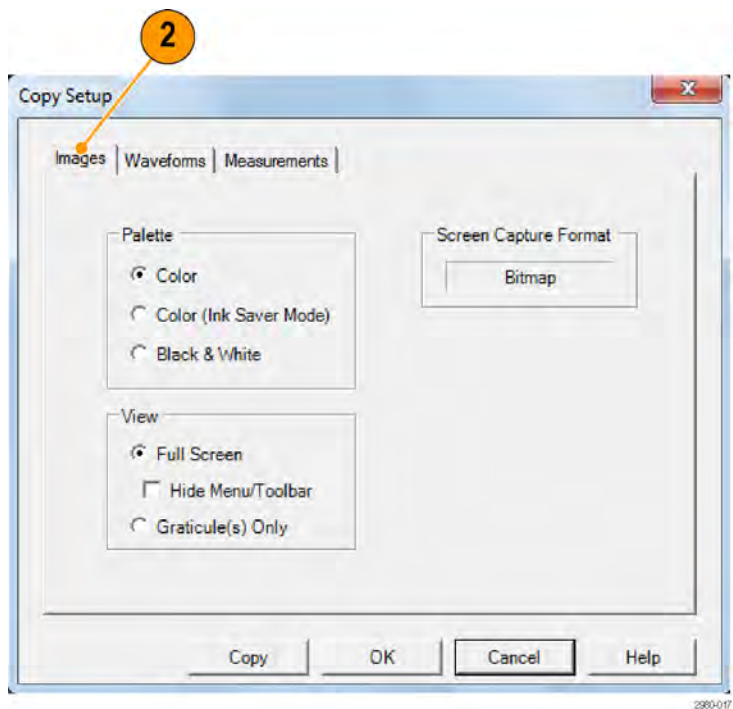 2
Copy Setup
x
Images Waveforms Measurements
Palette
Color
Color (Ink Saver Mode)
Black & White
Screen Capture Format
Bitmap
View
Full Screen
Hide Menu/Toolbar
Graticule(s) Only
Copy OK Cancel Help
2980-017